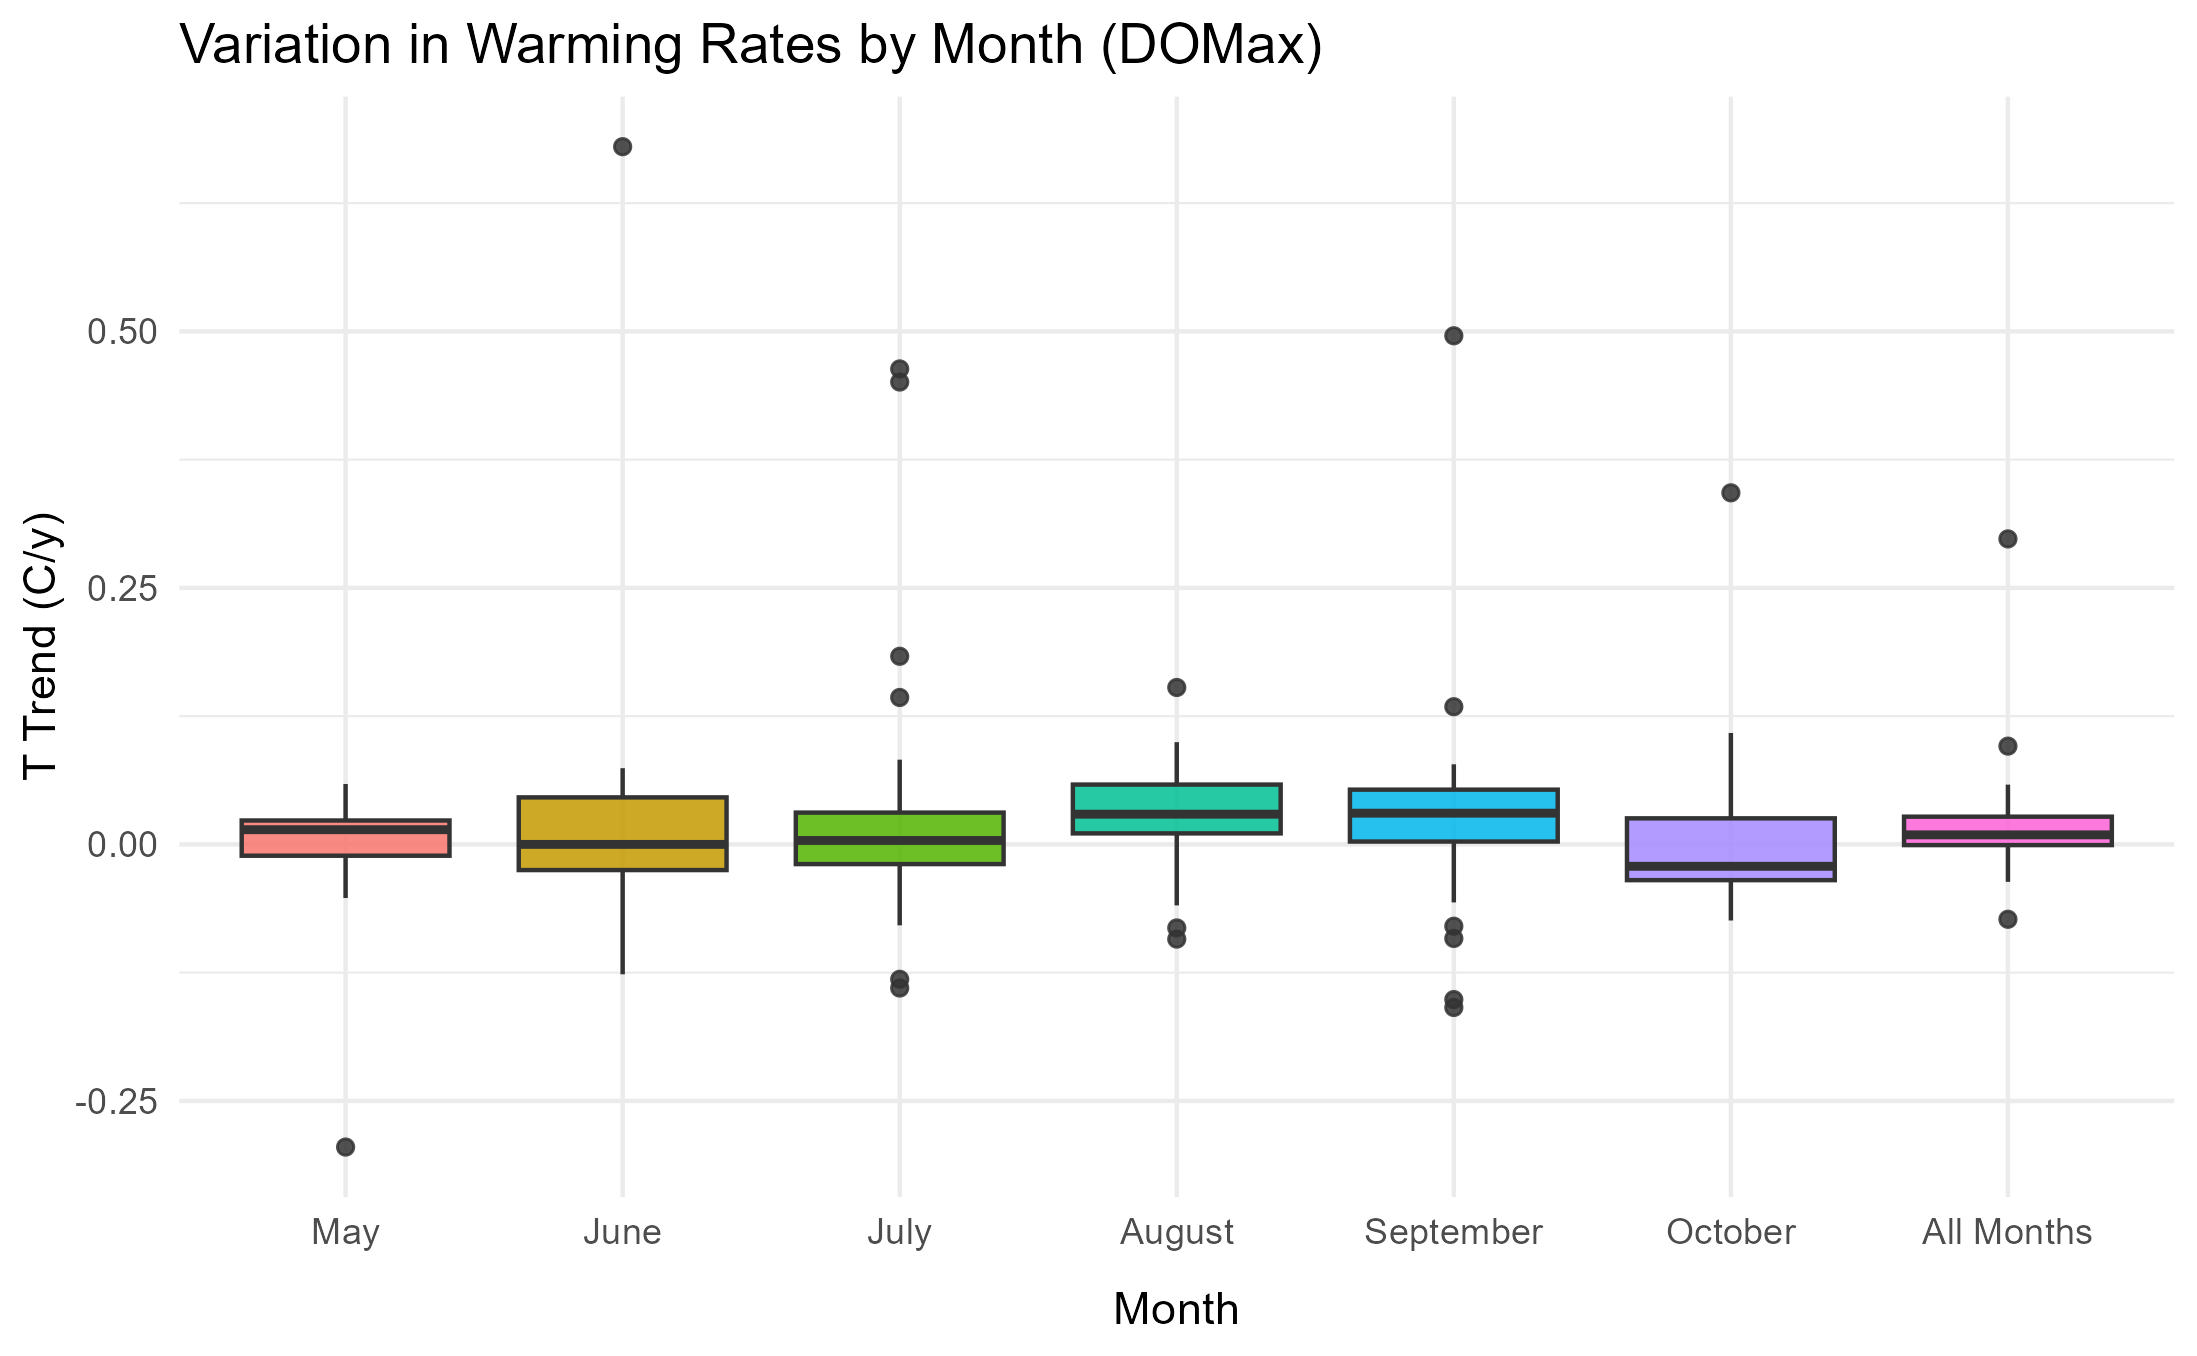 Variation in Warming Rates by Month (DOMax)
T Trend (C/y)
0.50
0.25
0.00
-0.25
May June July August September October All Months
Month